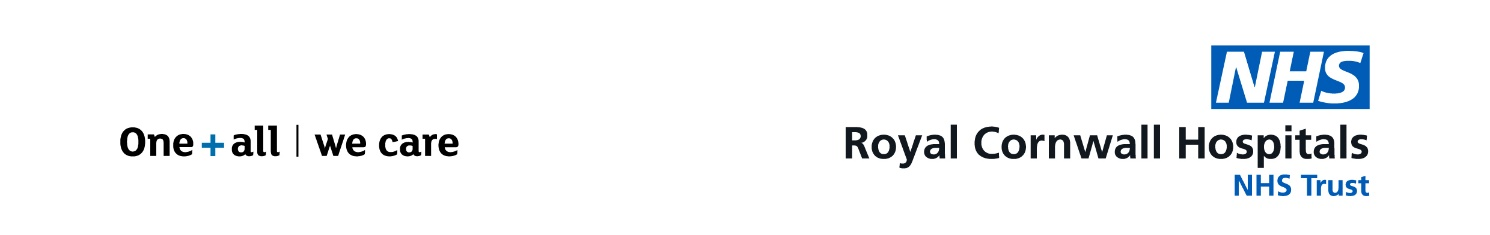 One + all | we care
NHS
Royal Cornwall Hospitals
NHS Trust